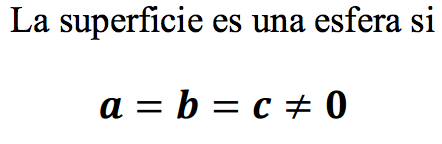 La superficie es una esfera si
a = b = c ≠ 0